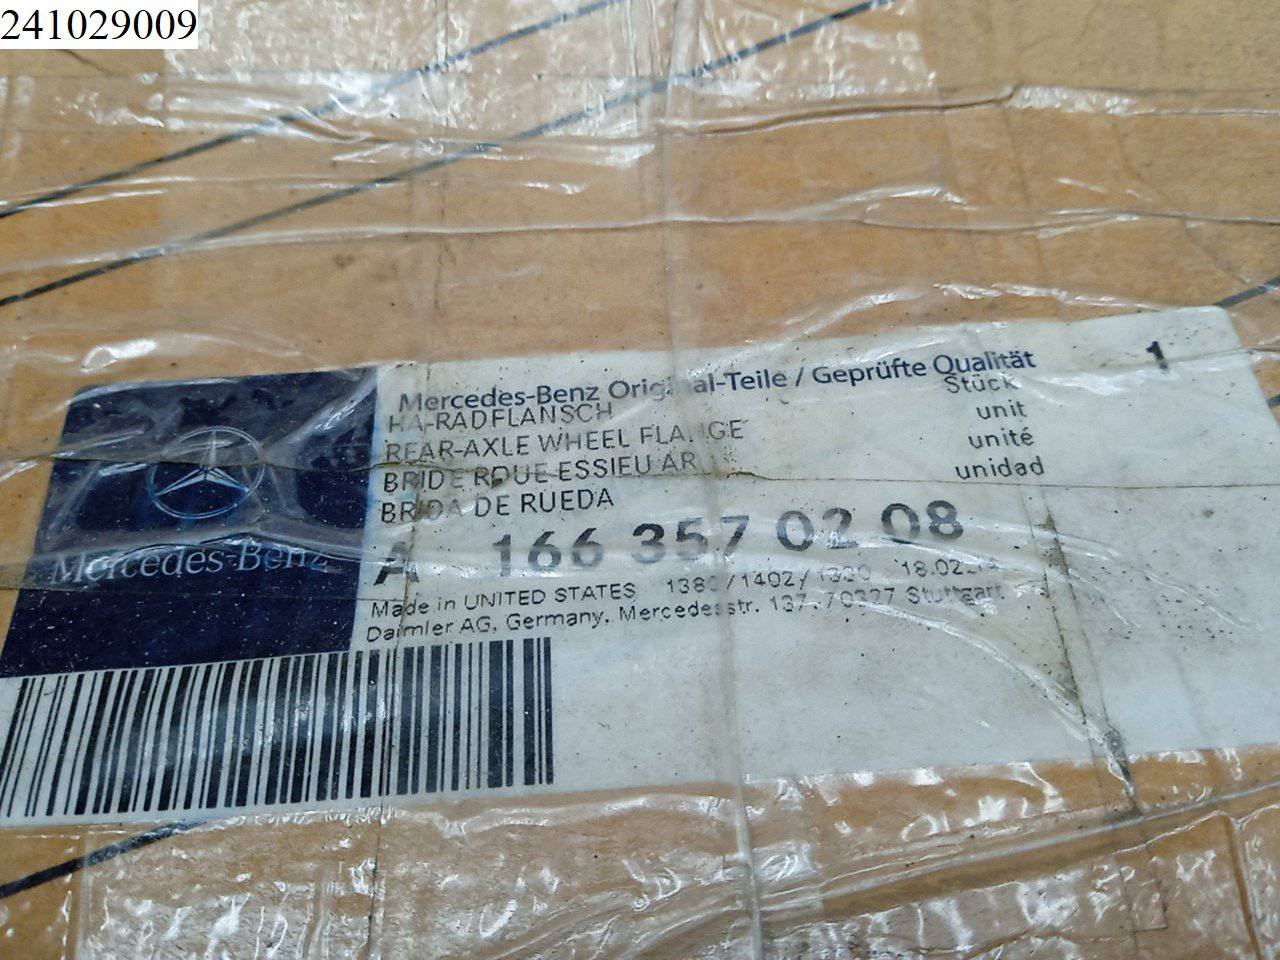 241029009
Mercedes-Benz Original-Teile / Geprüfte Qualität
1
HA-RADFLANSCH
Stück
REAR-AXLE WHEEL FLANGE
unit
BRIDE ROUE ESSIEU AR
unité
BRIDA DE RUEDA
unidad
A 166 357 02 08
Made in UNITED STATES
Daimler AG, Germany, Mercedesstr. 137, 70327 Stuttgart
Mercedes-Benz